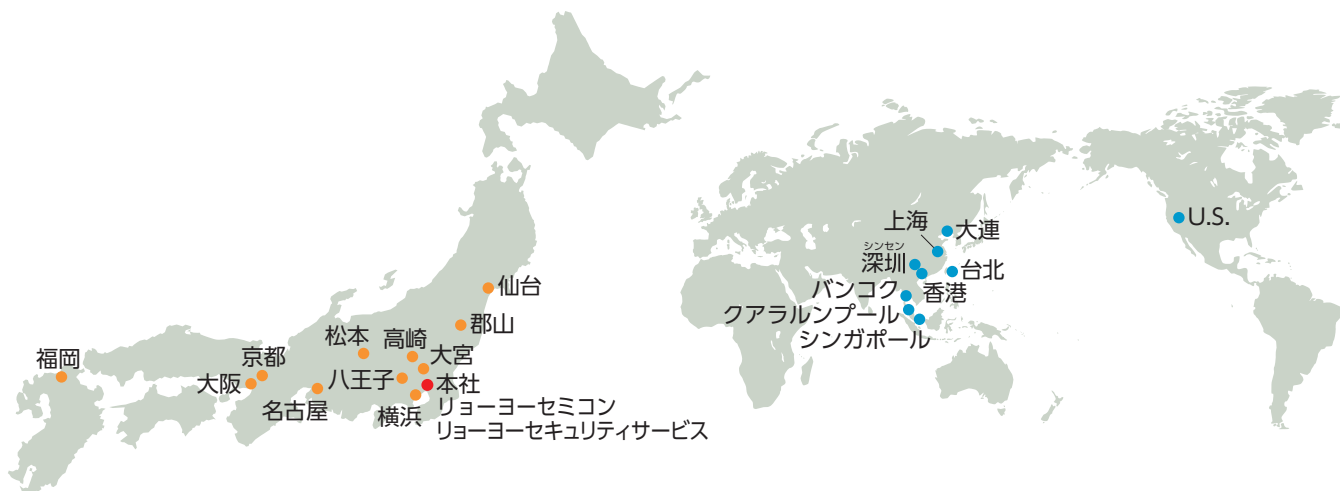 仙台
郡山
松本
高崎
大宮
福岡
京都
大阪
八王子
本社
名古屋
横浜
リョーヨーセミコン
リョーヨーセキュリティサービス
U.S.
上海
大連
シンセン
深圳
台北
香港
バンコク
クアラルンプール
シンガポール